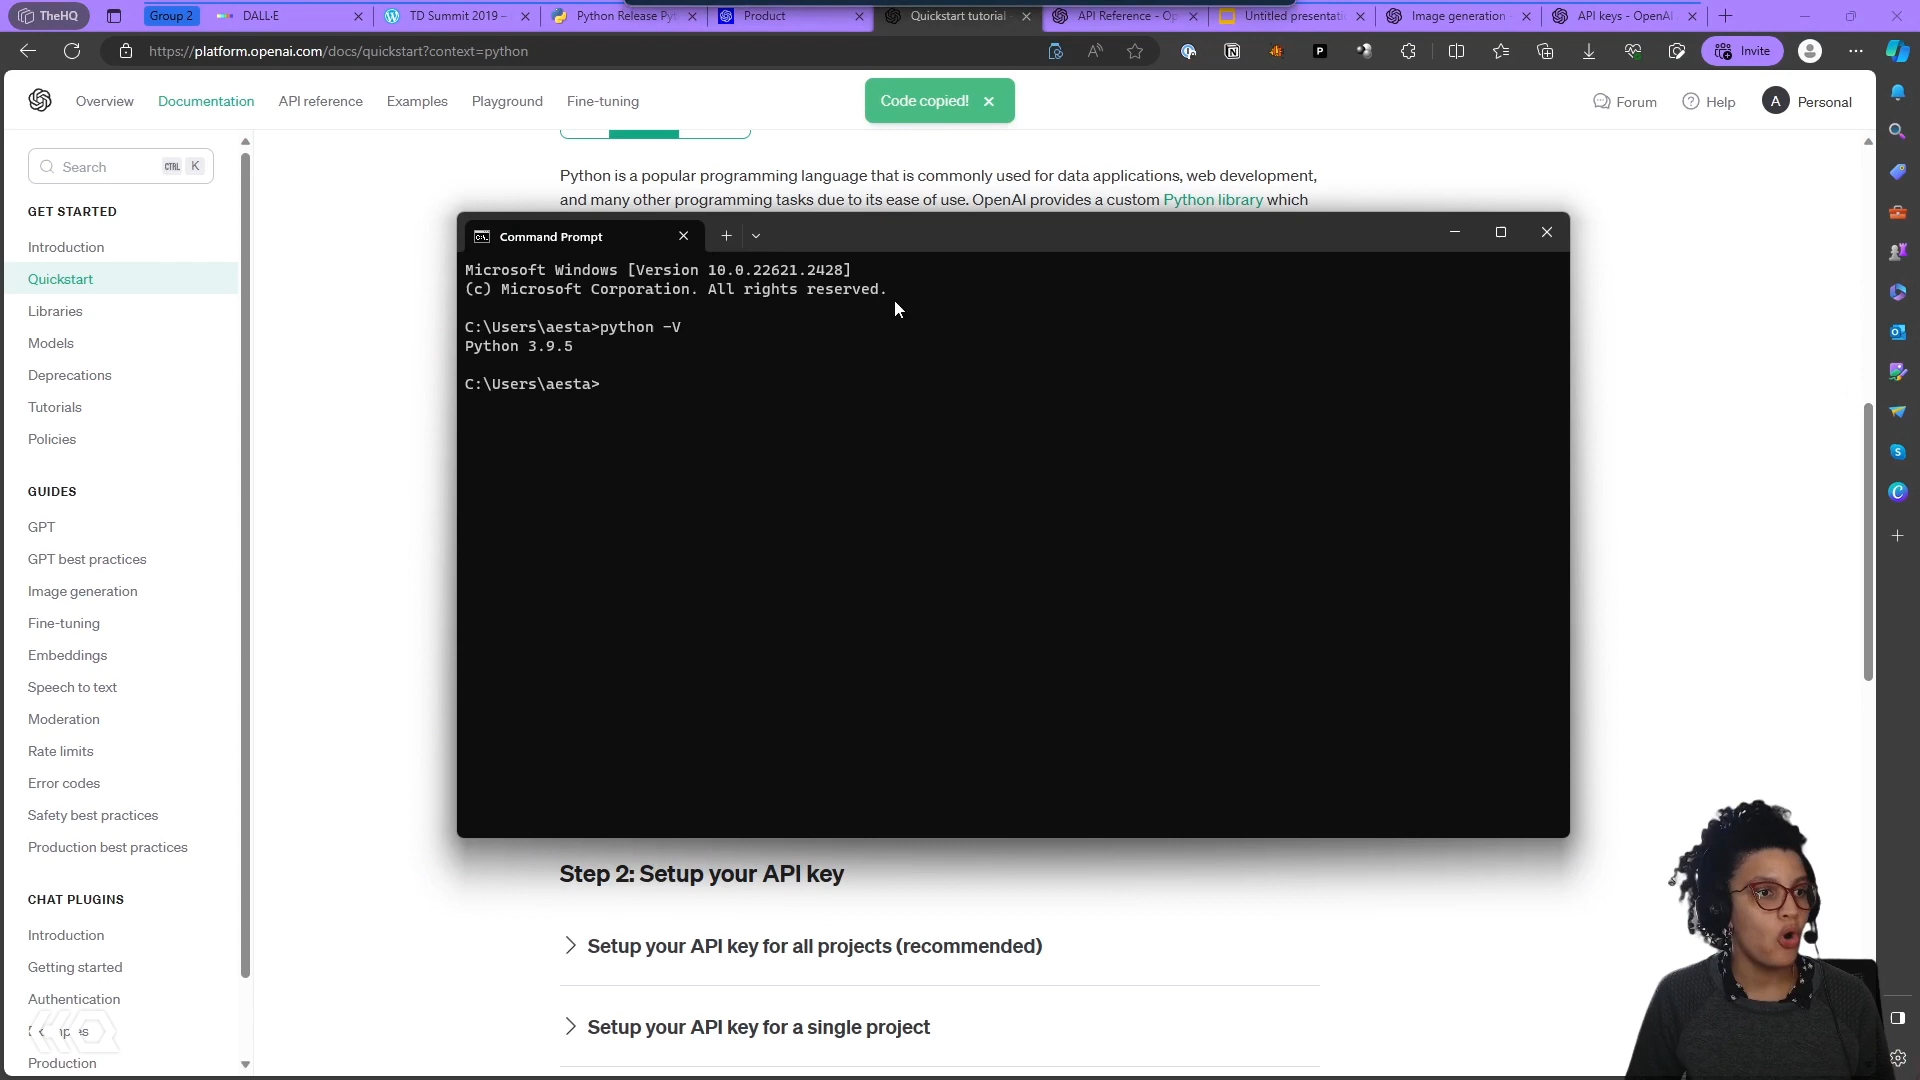 TheHQ
Group 2
DALL·E
TD Summit 2019 –
Python Release Pyt
Product
Quickstart tutorial
API Reference - Op
Untitled presentatio
Image generation
API keys - OpenAI
https://platform.openai.com/docs/quickstart?context=python
Invite
Overview
Documentation
API reference
Examples
Playground
Fine-tuning
Code copied!
Forum
Help
A
Personal
Search
CTRL K
GET STARTED
Introduction
Quickstart
Libraries
Models
Deprecations
Tutorials
Policies
GUIDES
GPT
GPT best practices
Image generation
Fine-tuning
Embeddings
Speech to text
Moderation
Rate limits
Error codes
Safety best practices
Production best practices
CHAT PLUGINS
Introduction
Getting started
Authentication
Examples
Production
HQ
Python is a popular programming language that is commonly used for data applications, web development,
and many other programming tasks due to its ease of use. OpenAI provides a custom Python library which
Command Prompt
Microsoft Windows [Version 10.0.22621.2428]
(c) Microsoft Corporation. All rights reserved.
C:\Users\aesta>python -V
Python 3.9.5
C:\Users\aesta>
Step 2: Setup your API key
Setup your API key for all projects (recommended)
Setup your API key for a single project